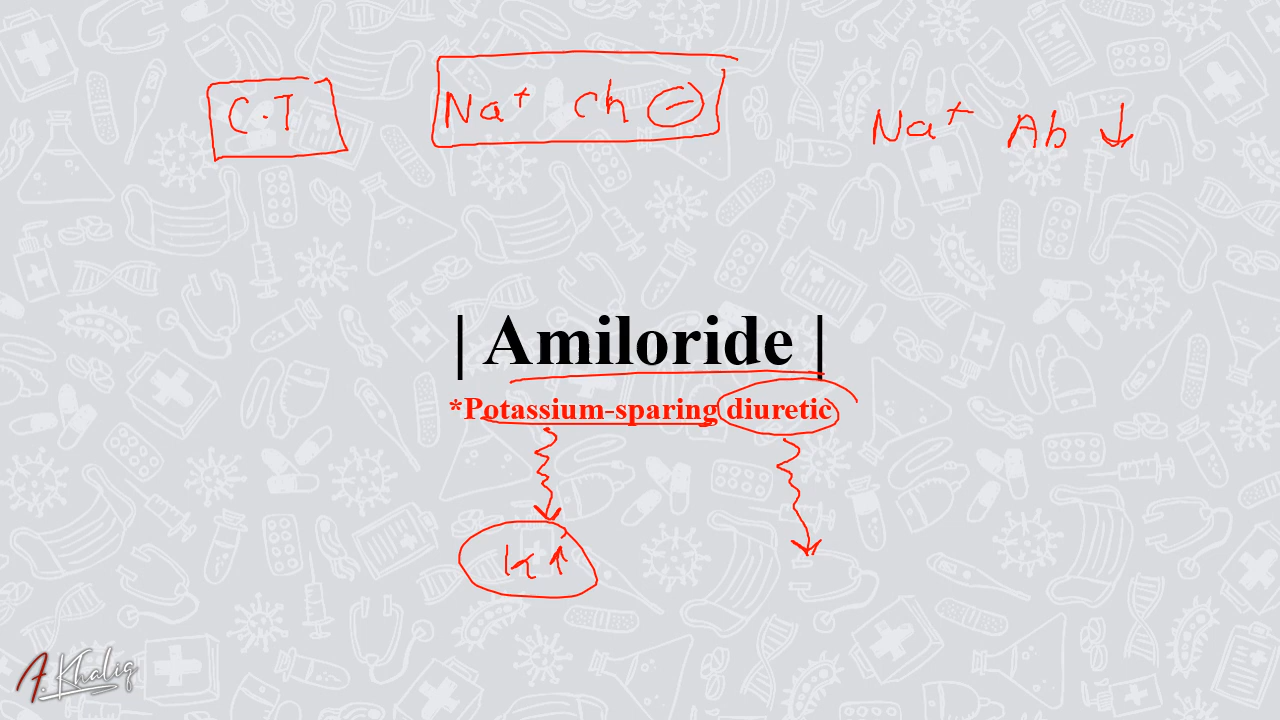 C.T
Na⁺ Ch ⊖
Na⁺ Ab ↓
| Amiloride |
*Potassium-sparing diuretic
K↑
A.Khaliq